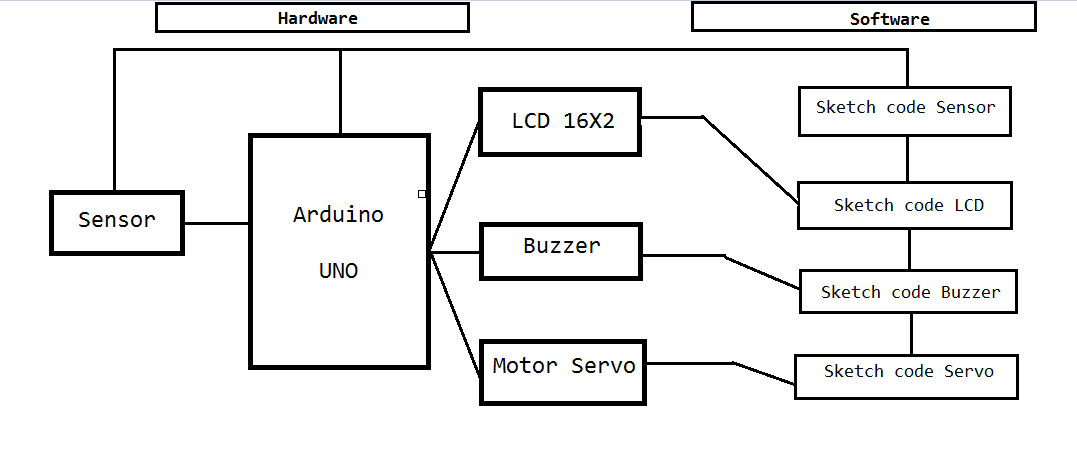 Hardware
Software
Sketch code Sensor
LCD 16X2
Sketch code LCD
Sensor
Arduino
UNO
Buzzer
Sketch code Buzzer
Motor Servo
Sketch code Servo